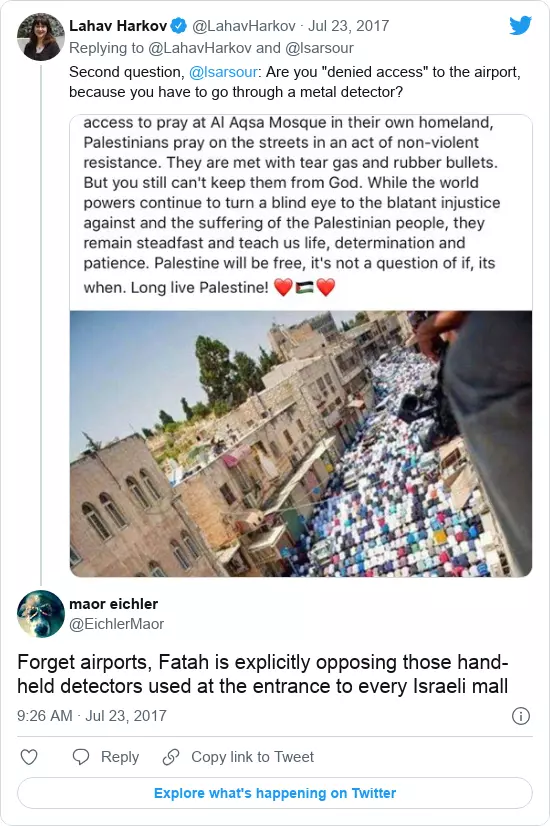 Lahav Harkov @LahavHarkov · Jul 23, 2017
Replying to @LahavHarkov and @lsarsour
Second question, @lsarsour: Are you "denied access" to the airport,
because you have to go through a metal detector?
access to pray at Al Aqsa Mosque in their own homeland,
Palestinians pray on the streets in an act of non-violent
resistance. They are met with tear gas and rubber bullets.
But you still can't keep them from God. While the world
powers continue to turn a blind eye to the blatant injustice
against and the suffering of the Palestinian people, they
remain steadfast and teach us life, determination and
patience. Palestine will be free, it's not a question of if, its
when. Long live Palestine! ❤️🇵🇸❤️
maor eichler
@EichlerMaor
Forget airports, Fatah is explicitly opposing those hand-
held detectors used at the entrance to every Israeli mall
9:26 AM · Jul 23, 2017
Reply Copy link to Tweet
Explore what's happening on Twitter